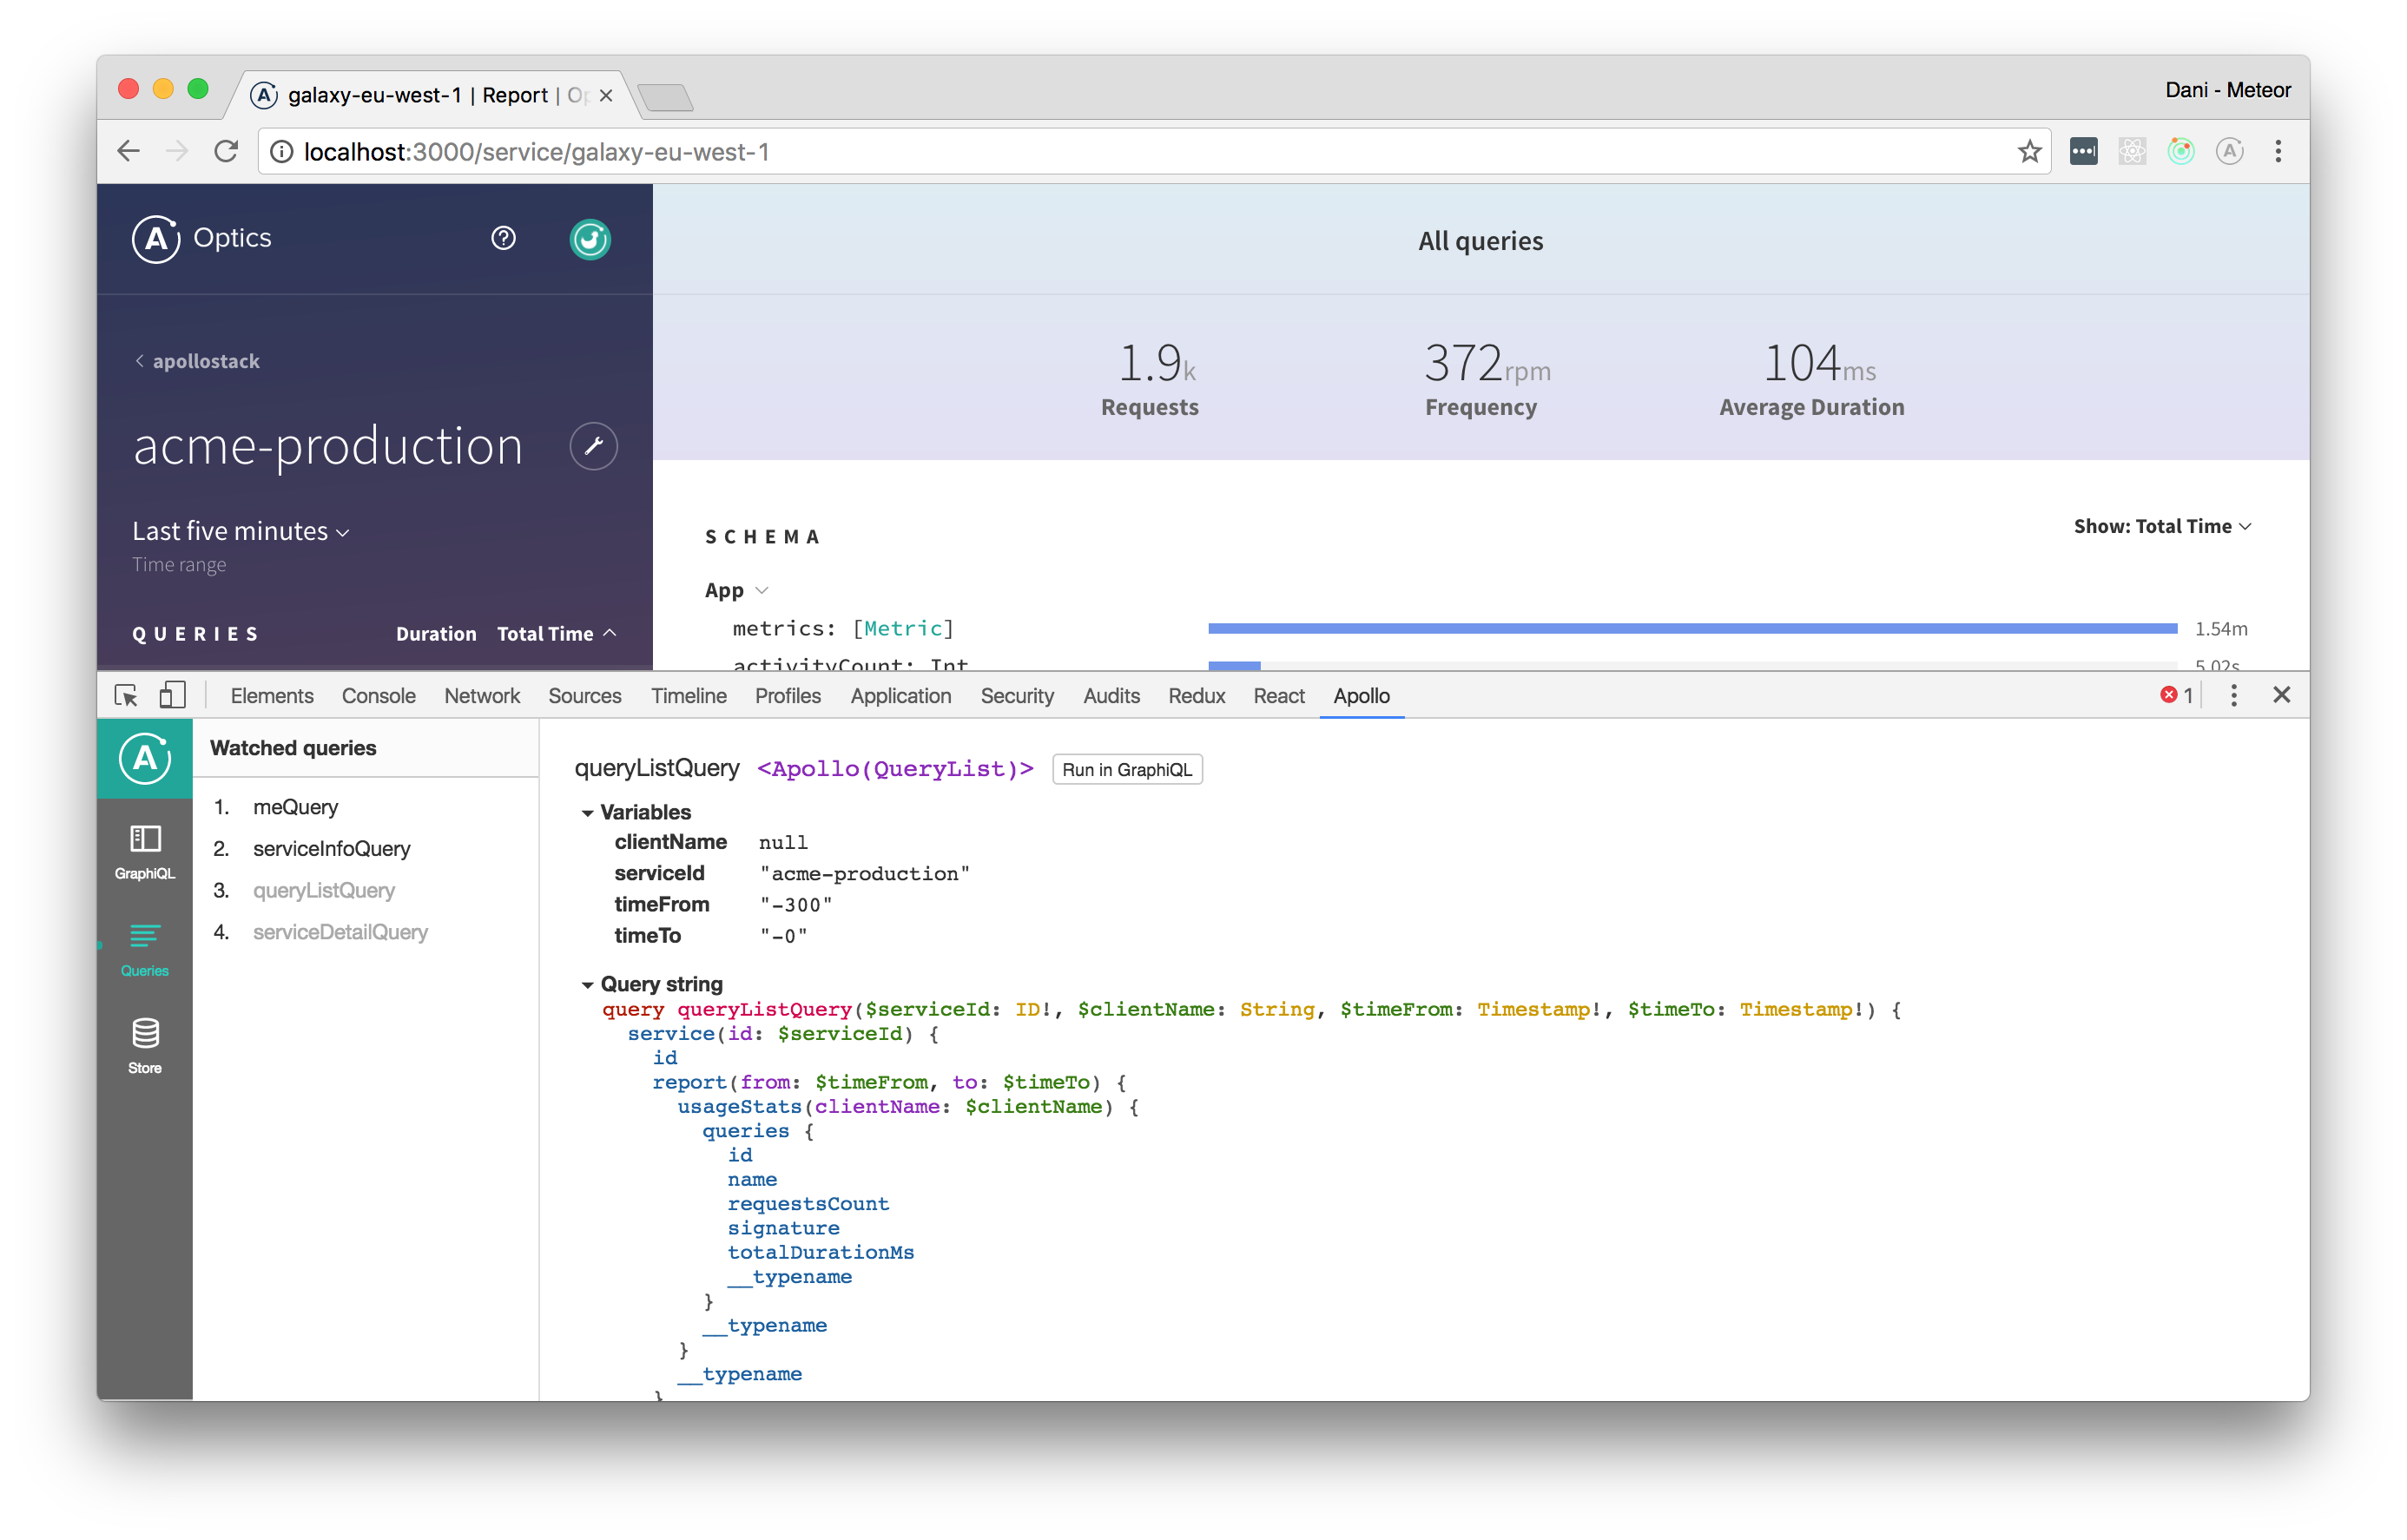 galaxy-eu-west-1 | Report | Op
Dani - Meteor
localhost:3000/service/galaxy-eu-west-1
Optics
All queries
apollostack
1.9k
372rpm
104ms
Requests
Frequency
Average Duration
acme-production
Last five minutes
Time range
SCHEMA
Show: Total Time
App
QUERIES Duration Total Time
metrics: [Metric] 1.54m
activityCount: Int 5.02s
Elements Console Network Sources Timeline Profiles Application Security Audits Redux React Apollo 1
Watched queries
1. meQuery
2. serviceInfoQuery
3. queryListQuery
4. serviceDetailQuery
GraphiQL
Queries
Store
queryListQuery <Apollo(QueryList)> Run in GraphiQL
Variables
clientName null
serviceId "acme-production"
timeFrom "-300"
timeTo "-0"
Query string
query queryListQuery($serviceId: ID!, $clientName: String, $timeFrom: Timestamp!, $timeTo: Timestamp!) {
service(id: $serviceId) {
id
report(from: $timeFrom, to: $timeTo) {
usageStats(clientName: $clientName) {
queries {
id
name
requestsCount
signature
totalDurationMs
__typename
}
__typename
}
__typename
}